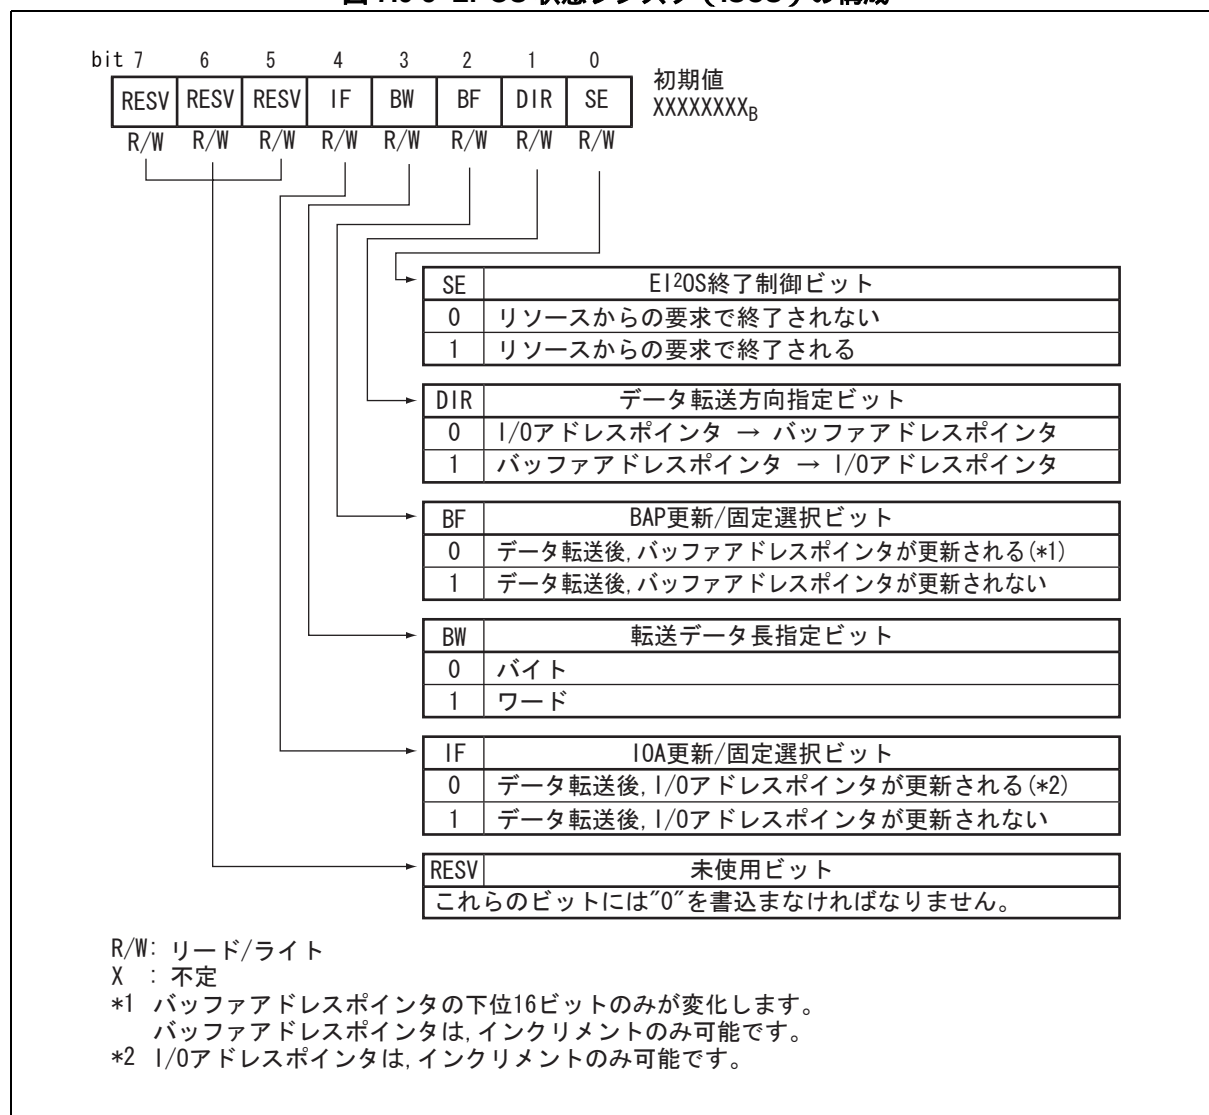 bit 7 6 5 4 3 2 1 0
RESV RESV RESV IF BW BF DIR SE
R/W R/W R/W R/W R/W R/W R/W R/W
初期値
XXXXXXXXB
SE EI2OS終了制御ビット
0 リソースからの要求で終了されない
1 リソースからの要求で終了される
DIR データ転送方向指定ビット
0 I/Oアドレスポインタ → バッファアドレスポインタ
1 バッファアドレスポインタ → I/Oアドレスポインタ
BF BAP更新/固定選択ビット
0 データ転送後,バッファアドレスポインタが更新される(*1)
1 データ転送後,バッファアドレスポインタが更新されない
BW 転送データ長指定ビット
0 バイト
1 ワード
IF IOA更新/固定選択ビット
0 データ転送後,I/Oアドレスポインタが更新される(*2)
1 データ転送後,I/Oアドレスポインタが更新されない
RESV 未使用ビット
これらのビットには"0"を書込まなければなりません。
R/W: リード/ライト
X : 不定
*1 バッファアドレスポインタの下位16ビットのみが変化します。
バッファアドレスポインタは,インクリメントのみ可能です。
*2 I/Oアドレスポインタは,インクリメントのみ可能です。